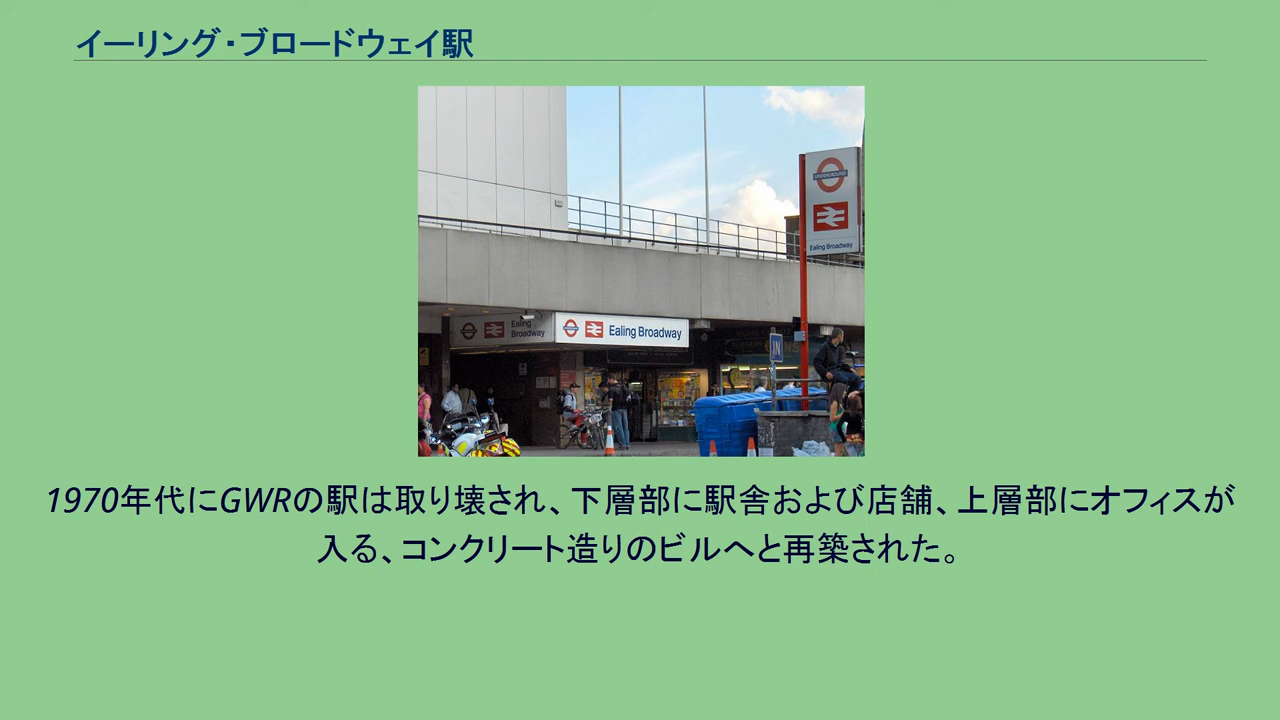 イーリング・ブロードウェイ駅
UNDERGROUND
Ealing Broadway
Ealing
Broadway
Ealing Broadway
IN
1970年代にGWRの駅は取り壊され、下層部に駅舎および店舗、上層部にオフィスが
入る、コンクリート造りのビルへと再築された。